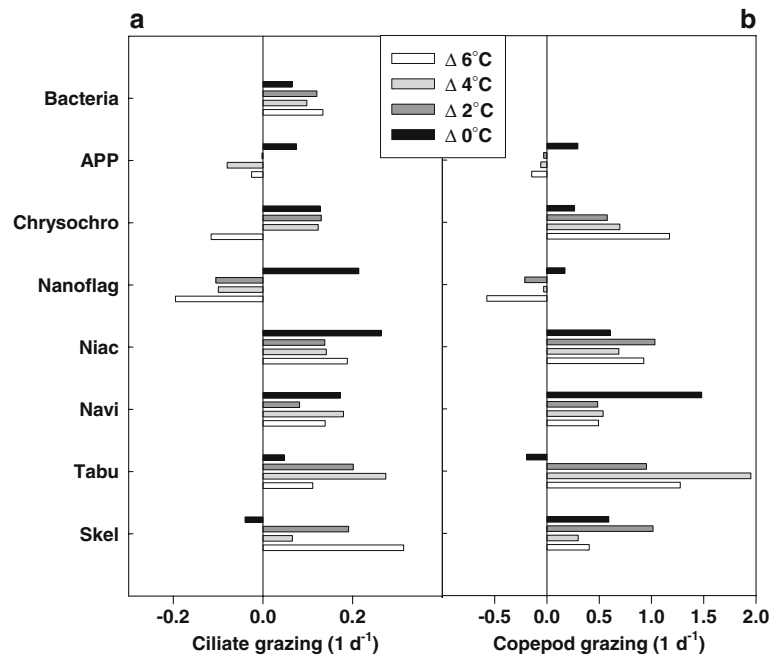 a
b
Δ 6°C
Δ 4°C
Δ 2°C
Δ 0°C
Bacteria
APP
Chrysochro
Nanoflag
Niac
Navi
Tabu
Skel
-0.2 0.0 0.2
-0.5 0.0 0.5 1.0 1.5 2.0
Ciliate grazing (1 d⁻¹)
Copepod grazing (1 d⁻¹)